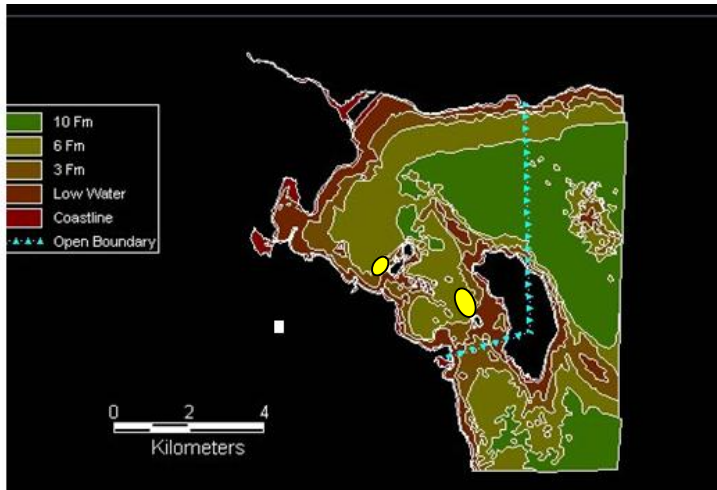 10 Fm
6 Fm
3 Fm
Low Water
Coastline
Open Boundary
0 2 4
Kilometers